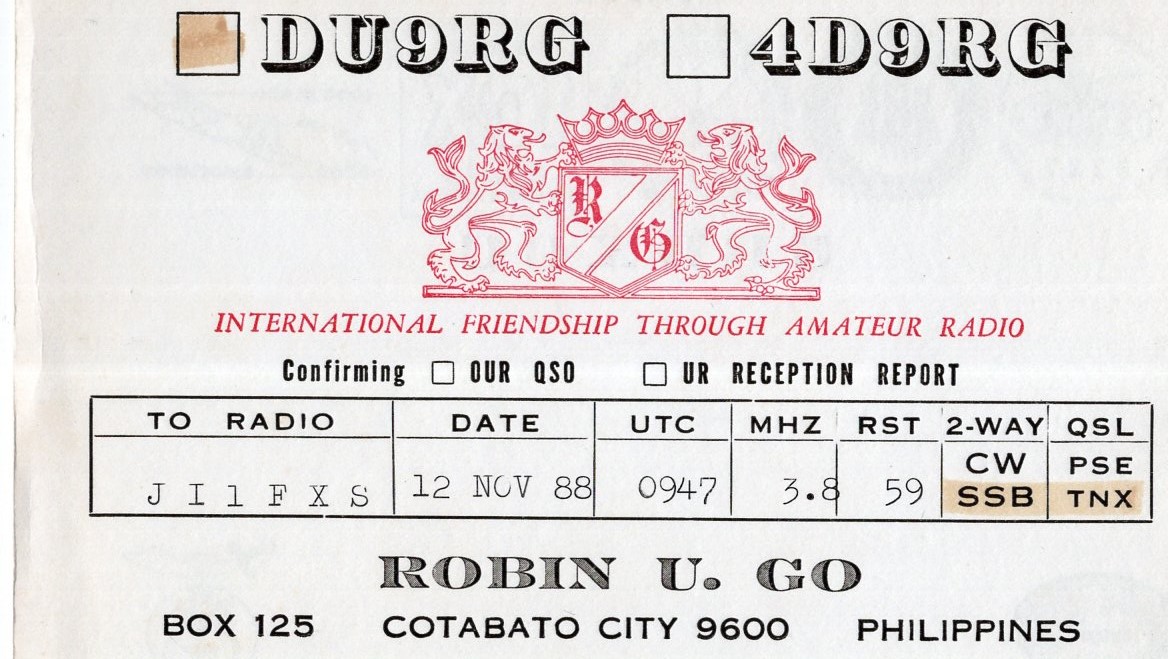 DU9RG 4D9RG
R
G
INTERNATIONAL FRIENDSHIP THROUGH AMATEUR RADIO
Confirming OUR QSO UR RECEPTION REPORT
TO RADIO DATE UTC MHZ RST 2-WAY QSL
CW PSE
JI1FXS 12 NOV 88 0947 3.8 59 SSB TNX
ROBIN U. GO
BOX 125 COTABATO CITY 9600 PHILIPPINES